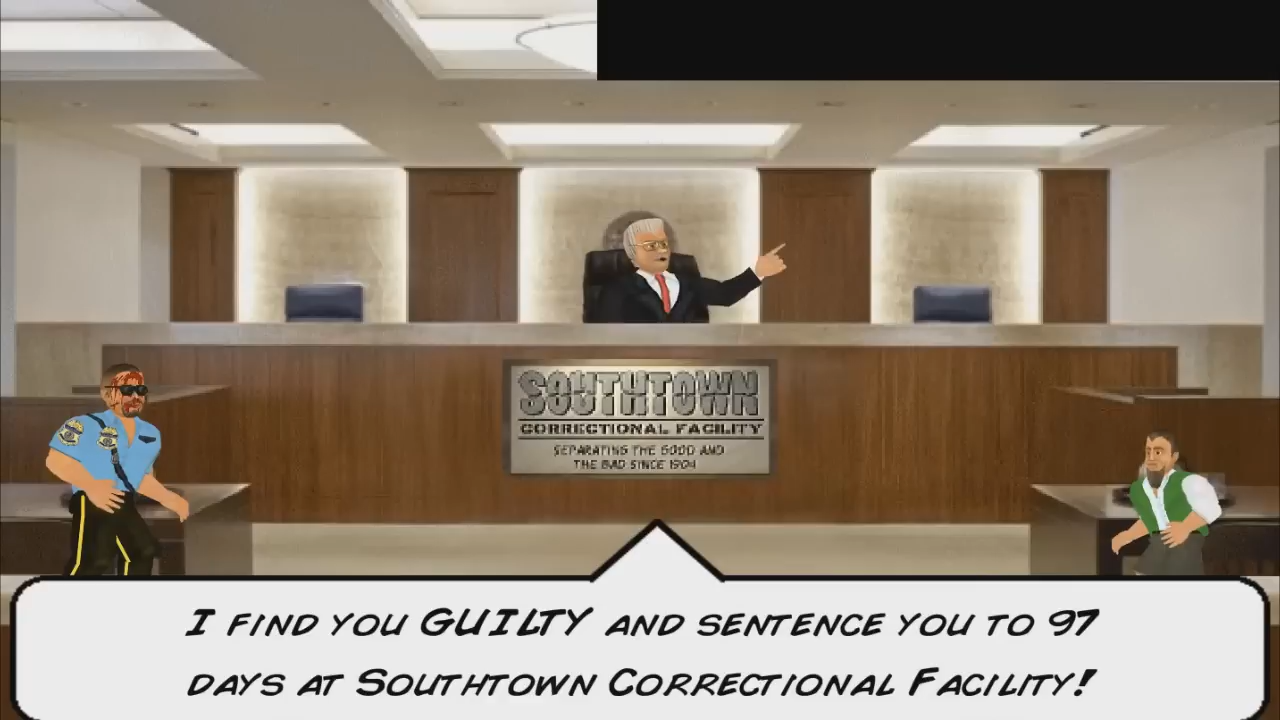 SOUTHTOWN
CORRECTIONAL FACILITY
SEPARATING THE GOOD AND
THE BAD SINCE 1904
I FIND YOU GUILTY AND SENTENCE YOU TO 97
DAYS AT SOUTHTOWN CORRECTIONAL FACILITY!